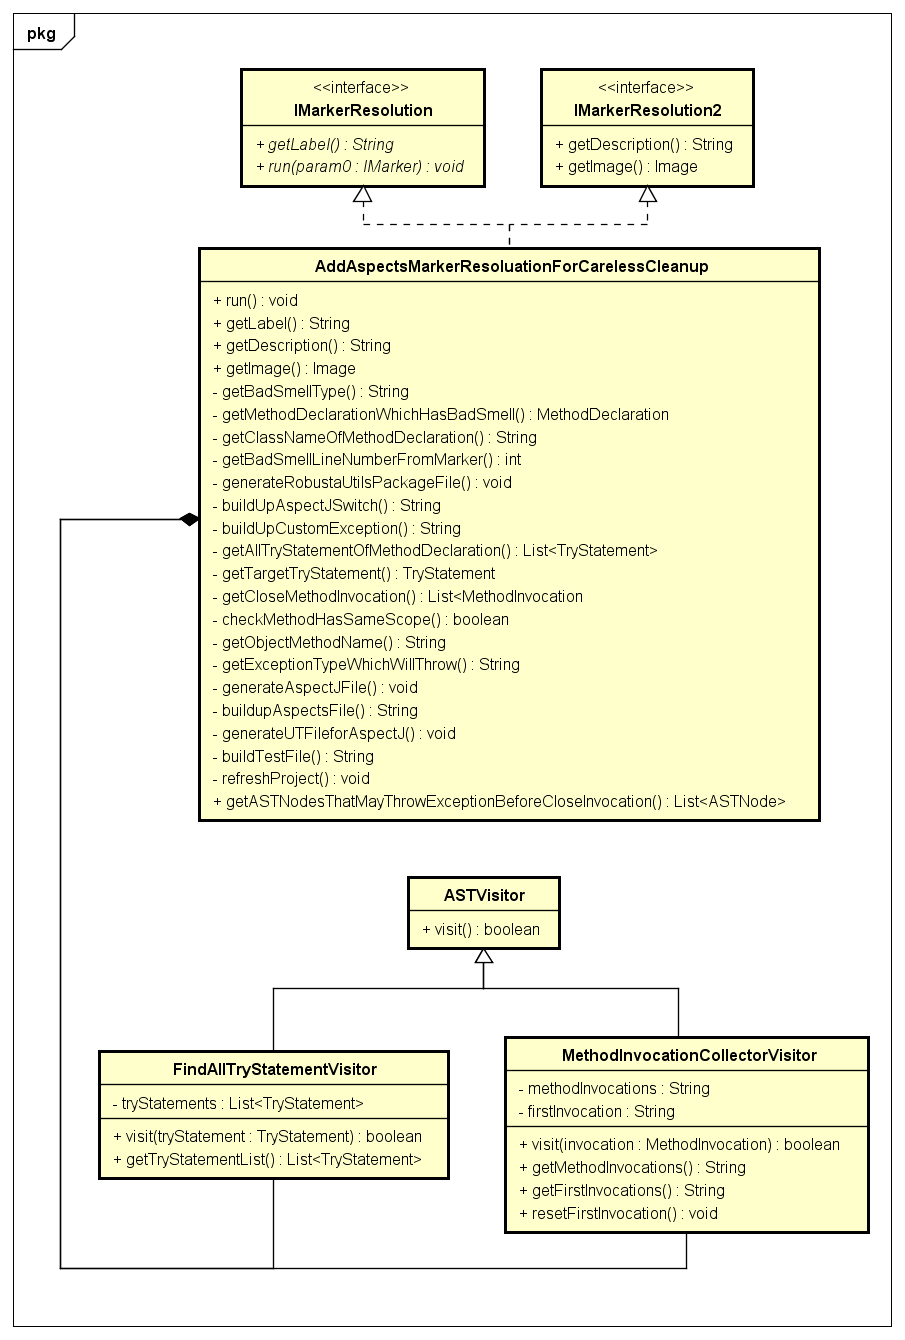 pkg
<<interface>>
IMarkerResolution
+ getLabel() : String
+ run(param0 : IMarker) : void
<<interface>>
IMarkerResolution2
+ getDescription() : String
+ getImage() : Image
AddAspectsMarkerResoluationForCarelessCleanup
+ run() : void
+ getLabel() : String
+ getDescription() : String
+ getImage() : Image
- getBadSmellType() : String
- getMethodDeclarationWhichHasBadSmell() : MethodDeclaration
- getClassNameOfMethodDeclaration() : String
- getBadSmellLineNumberFromMarker() : int
- generateRobustaUtilsPackageFile() : void
- buildUpAspectJSwitch() : String
- buildUpCustomException() : String
- getAllTryStatementOfMethodDeclaration() : List<TryStatement>
- getTargetTryStatement() : TryStatement
- getCloseMethodInvocation() : List<MethodInvocation
- checkMethodHasSameScope() : boolean
- getObjectMethodName() : String
- getExceptionTypeWhichWillThrow() : String
- generateAspectJFile() : void
- buildupAspectsFile() : String
- generateUTFileforAspectJ() : void
- buildTestFile() : String
- refreshProject() : void
+ getASTNodesThatMayThrowExceptionBeforeCloseInvocation() : List<ASTNode>
ASTVisitor
+ visit() : boolean
FindAllTryStatementVisitor
- tryStatements : List<TryStatement>
+ visit(tryStatement : TryStatement) : boolean
+ getTryStatementList() : List<TryStatement>
MethodInvocationCollectorVisitor
- methodInvocations : String
- firstInvocation : String
+ visit(invocation : MethodInvocation) : boolean
+ getMethodInvocations() : String
+ getFirstInvocations() : String
+ resetFirstInvocation() : void